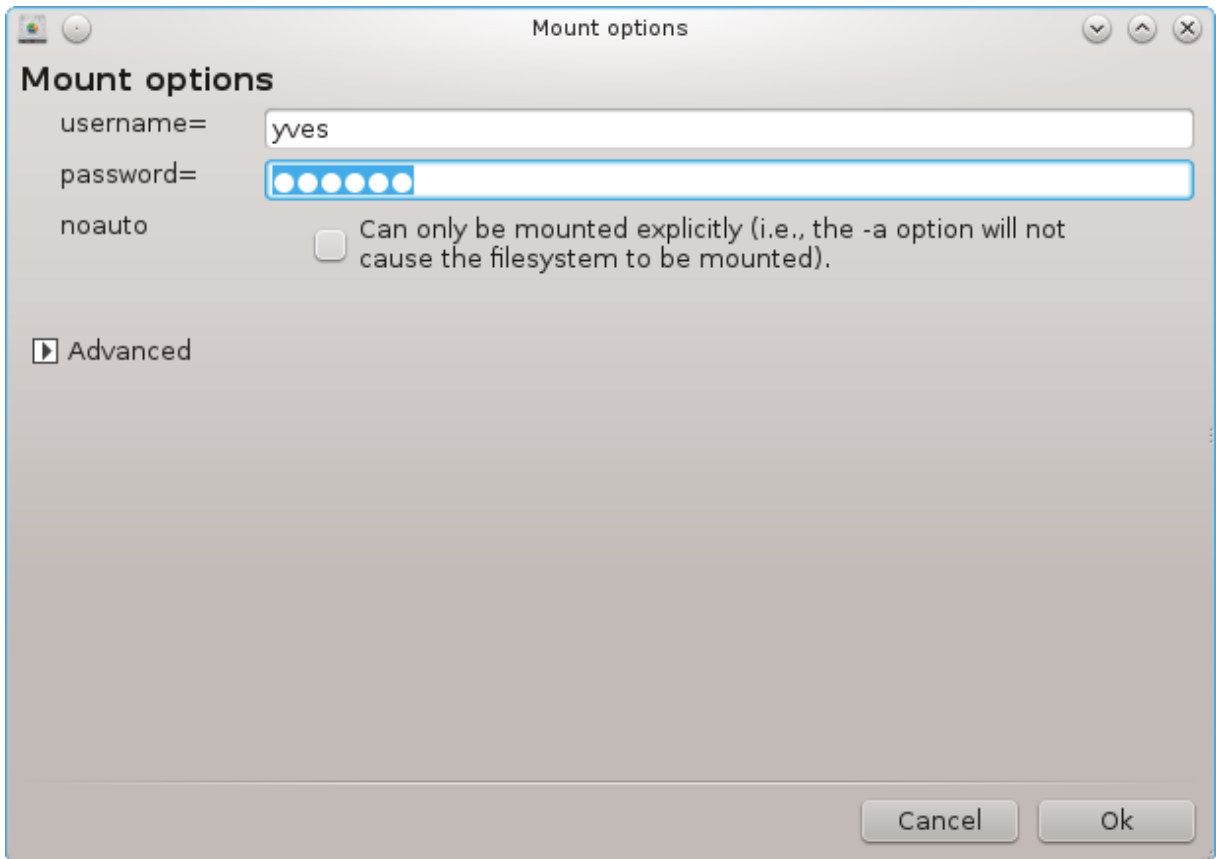 Mount options
Mount options
username=
yves
password=
●●●●●●
noauto
Can only be mounted explicitly (i.e., the -a option will not
cause the filesystem to be mounted).
Advanced
Cancel
Ok